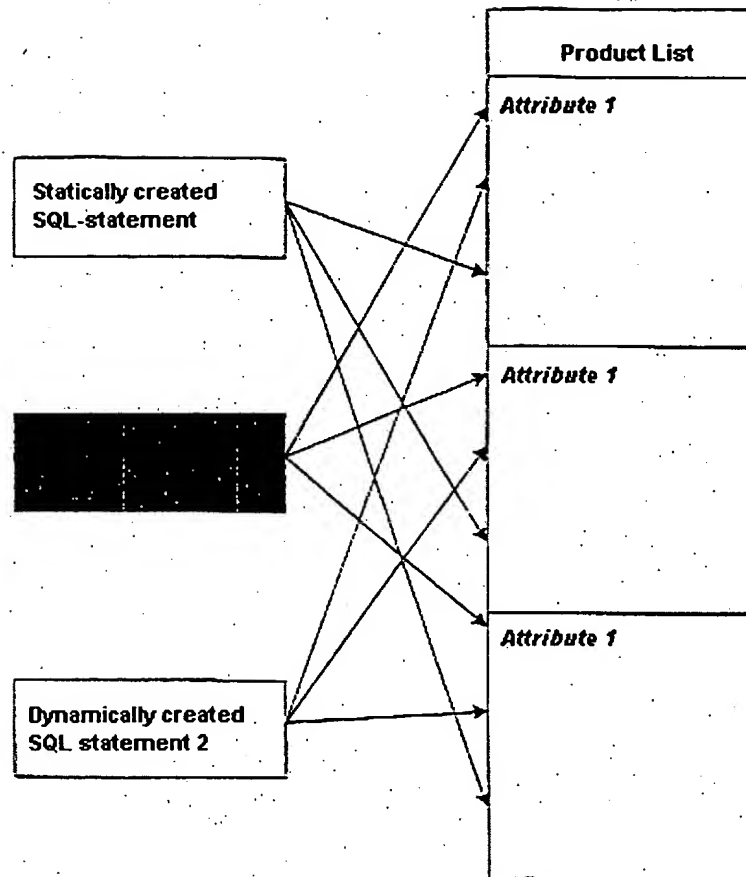 Product List
Attribute 1
Statically created
SQL-statement
Attribute 1
Attribute 1
Dynamically created
SQL statement 2